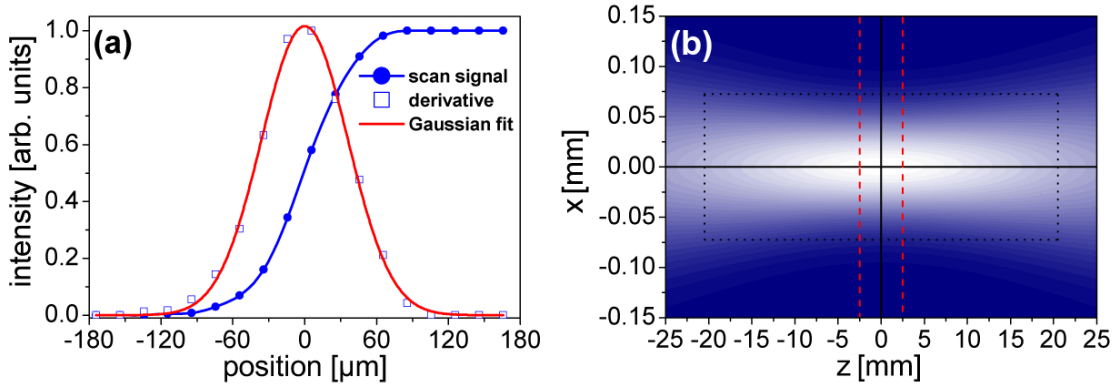 (a)
intensity [arb. units]
1.0
0.8
0.6
0.4
0.2
0.0
scan signal
derivative
Gaussian fit
-180 -120 -60 0 60 120 180
position [µm]
(b)
x [mm]
0.15
0.10
0.05
0.00
-0.05
-0.10
-0.15
-25 -20 -15 -10 -5 0 5 10 15 20 25
z [mm]